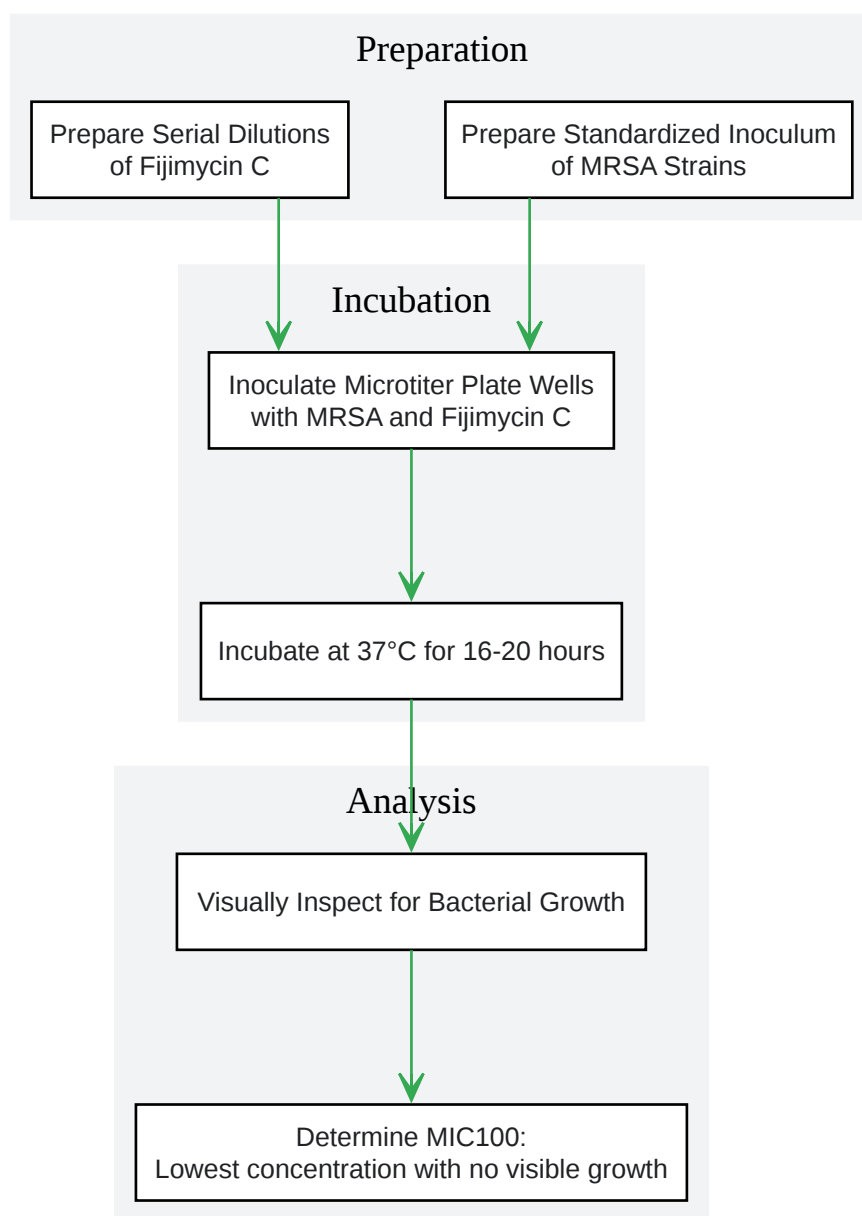 Preparation
Prepare Serial Dilutions
of Fijimycin C
Prepare Standardized Inoculum
of MRSA Strains
Incubation
Inoculate Microtiter Plate Wells
with MRSA and Fijimycin C
Incubate at 37°C for 16-20 hours
Analysis
Visually Inspect for Bacterial Growth
Determine MIC100:
Lowest concentration with no visible growth